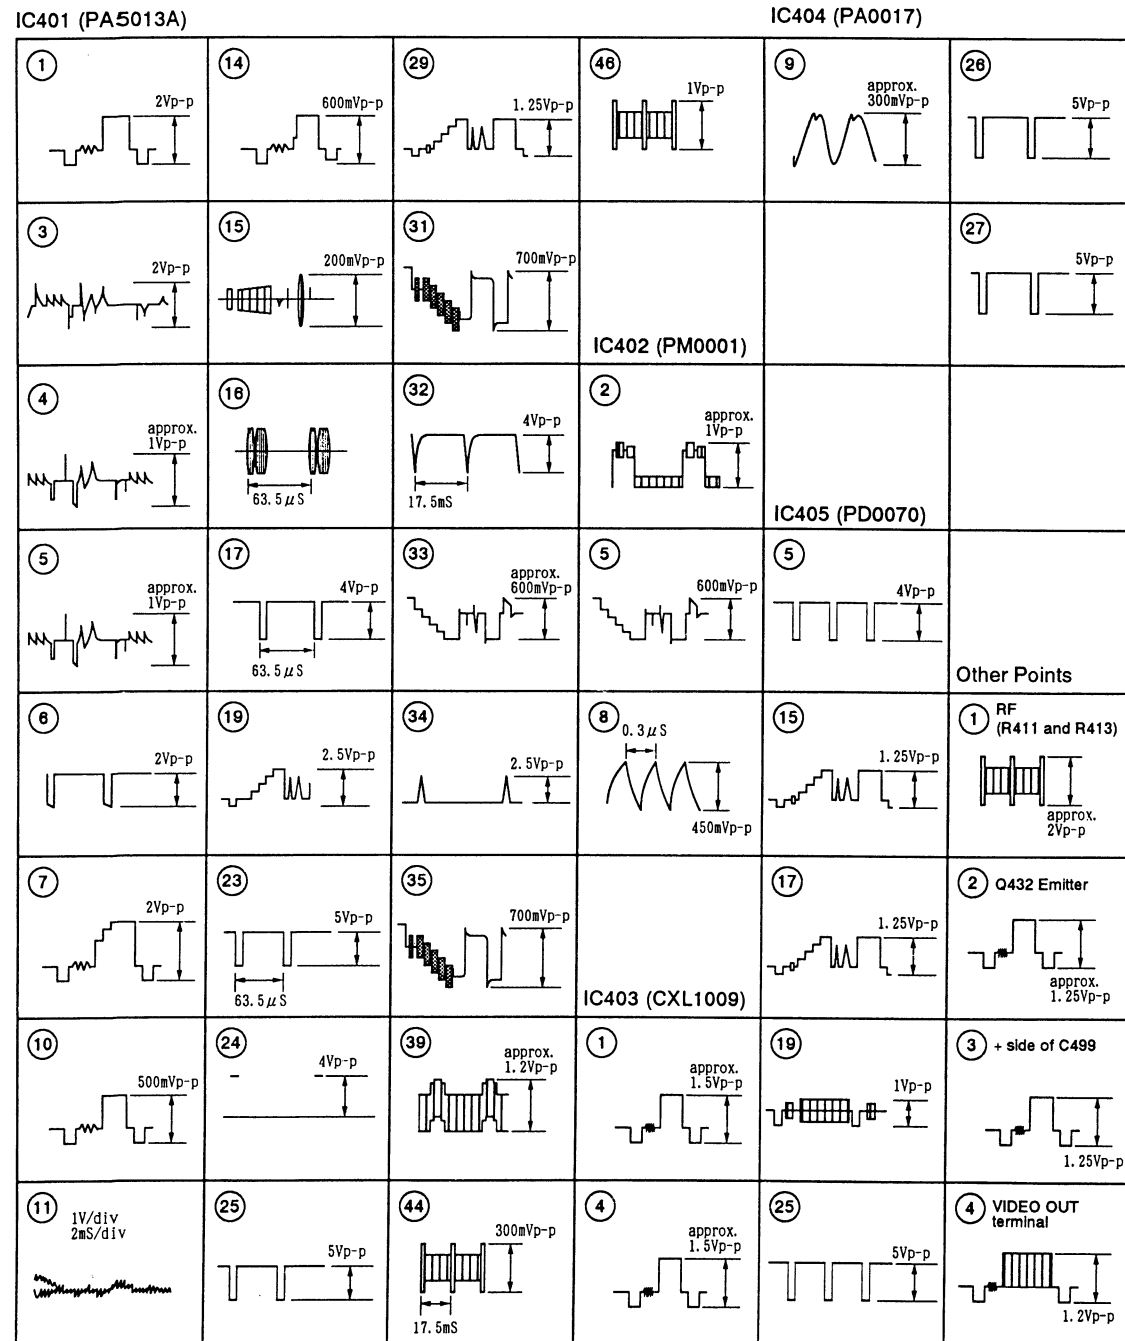 IC401 (PA5013A)
IC404 (PA0017)
1
2Vp-p
14
600mVp-p
29
1.25Vp-p
46
1Vp-p
9
approx.
300mVp-p
26
5Vp-p
3
2Vp-p
15
200mVp-p
31
700mVp-p
IC402 (PM0001)
27
5Vp-p
4
approx.
1Vp-p
16
63.5μS
32
4Vp-p
17.5mS
2
approx.
1Vp-p
IC405 (PD0070)
5
approx.
1Vp-p
17
4Vp-p
63.5μS
33
approx.
600mVp-p
5
600mVp-p
5
4Vp-p
Other Points
6
2Vp-p
19
2.5Vp-p
34
2.5Vp-p
8
0.3μS
450mVp-p
15
1.25Vp-p
1 RF
(R411 and R413)
approx.
2Vp-p
7
2Vp-p
23
5Vp-p
63.5μS
35
700mVp-p
IC403 (CXL1009)
17
1.25Vp-p
2 Q432 Emitter
approx.
1.25Vp-p
10
500mVp-p
24
4Vp-p
39
approx.
1.2Vp-p
1
approx.
1.5Vp-p
19
1Vp-p
3 + side of C499
1.25Vp-p
11
1V/div
2mS/div
25
5Vp-p
44
300mVp-p
17.5mS
4
approx.
1.5Vp-p
25
5Vp-p
4 VIDEO OUT
terminal
1.2Vp-p